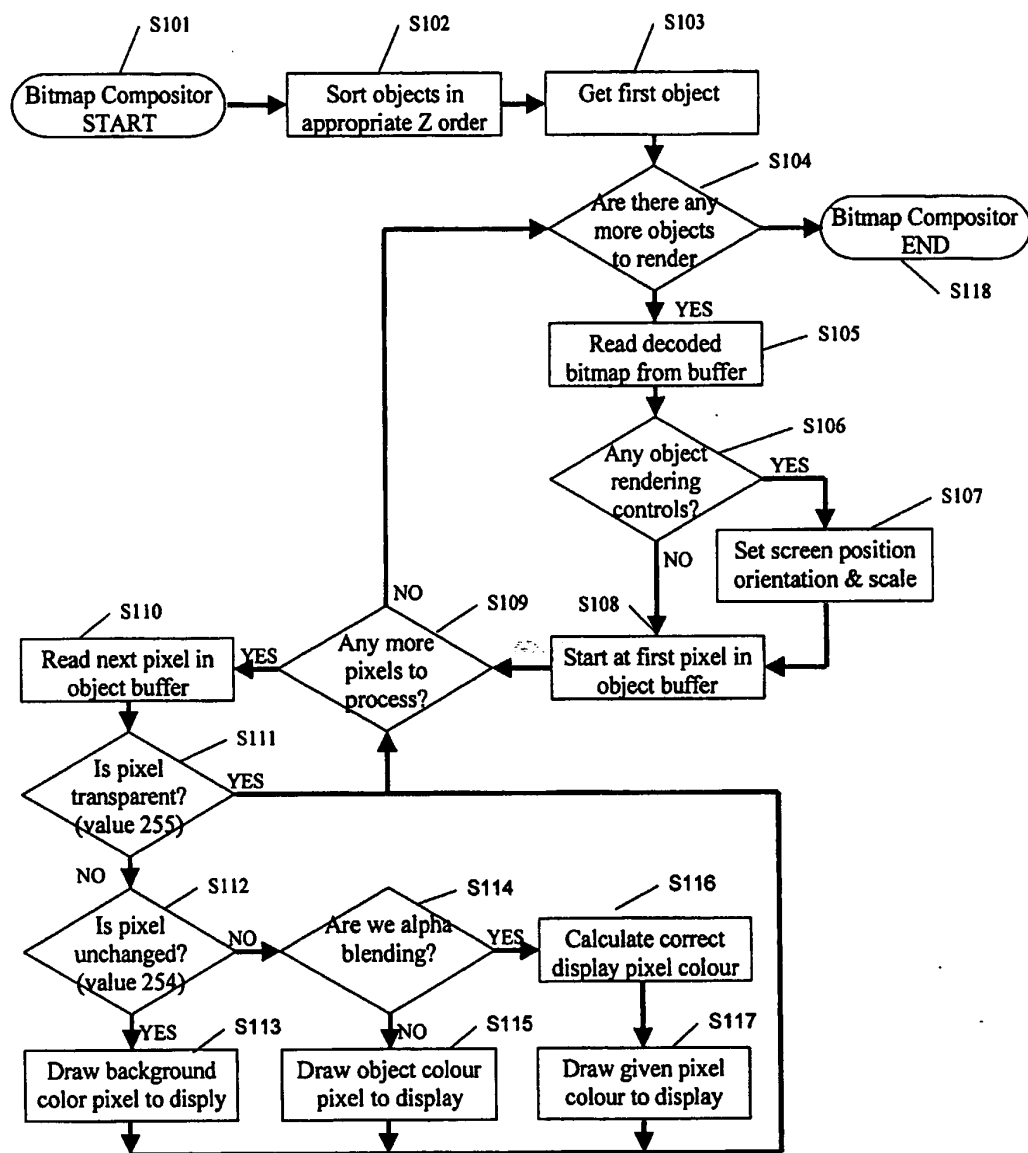 S101
S102
S103
Bitmap Compositor
START
Sort objects in
appropriate Z order
Get first object
S104
Are there any
more objects
to render
Bitmap Compositor
END
S118
YES
Read decoded
bitmap from buffer
S105
S106
Any object
rendering
controls?
YES
S107
NO
Set screen position
orientation & scale
NO
S108
S109
S110
Any more
pixels to
process?
Start at first pixel in
object buffer
YES
Read next pixel in
object buffer
S111
Is pixel
transparent?
(value 255)
YES
NO
S112
S114
S116
Is pixel
unchanged?
(value 254)
NO
Are we alpha
blending?
YES
Calculate correct
display pixel colour
YES
S113
NO
S115
S117
Draw background
color pixel to disply
Draw object colour
pixel to display
Draw given pixel
colour to display